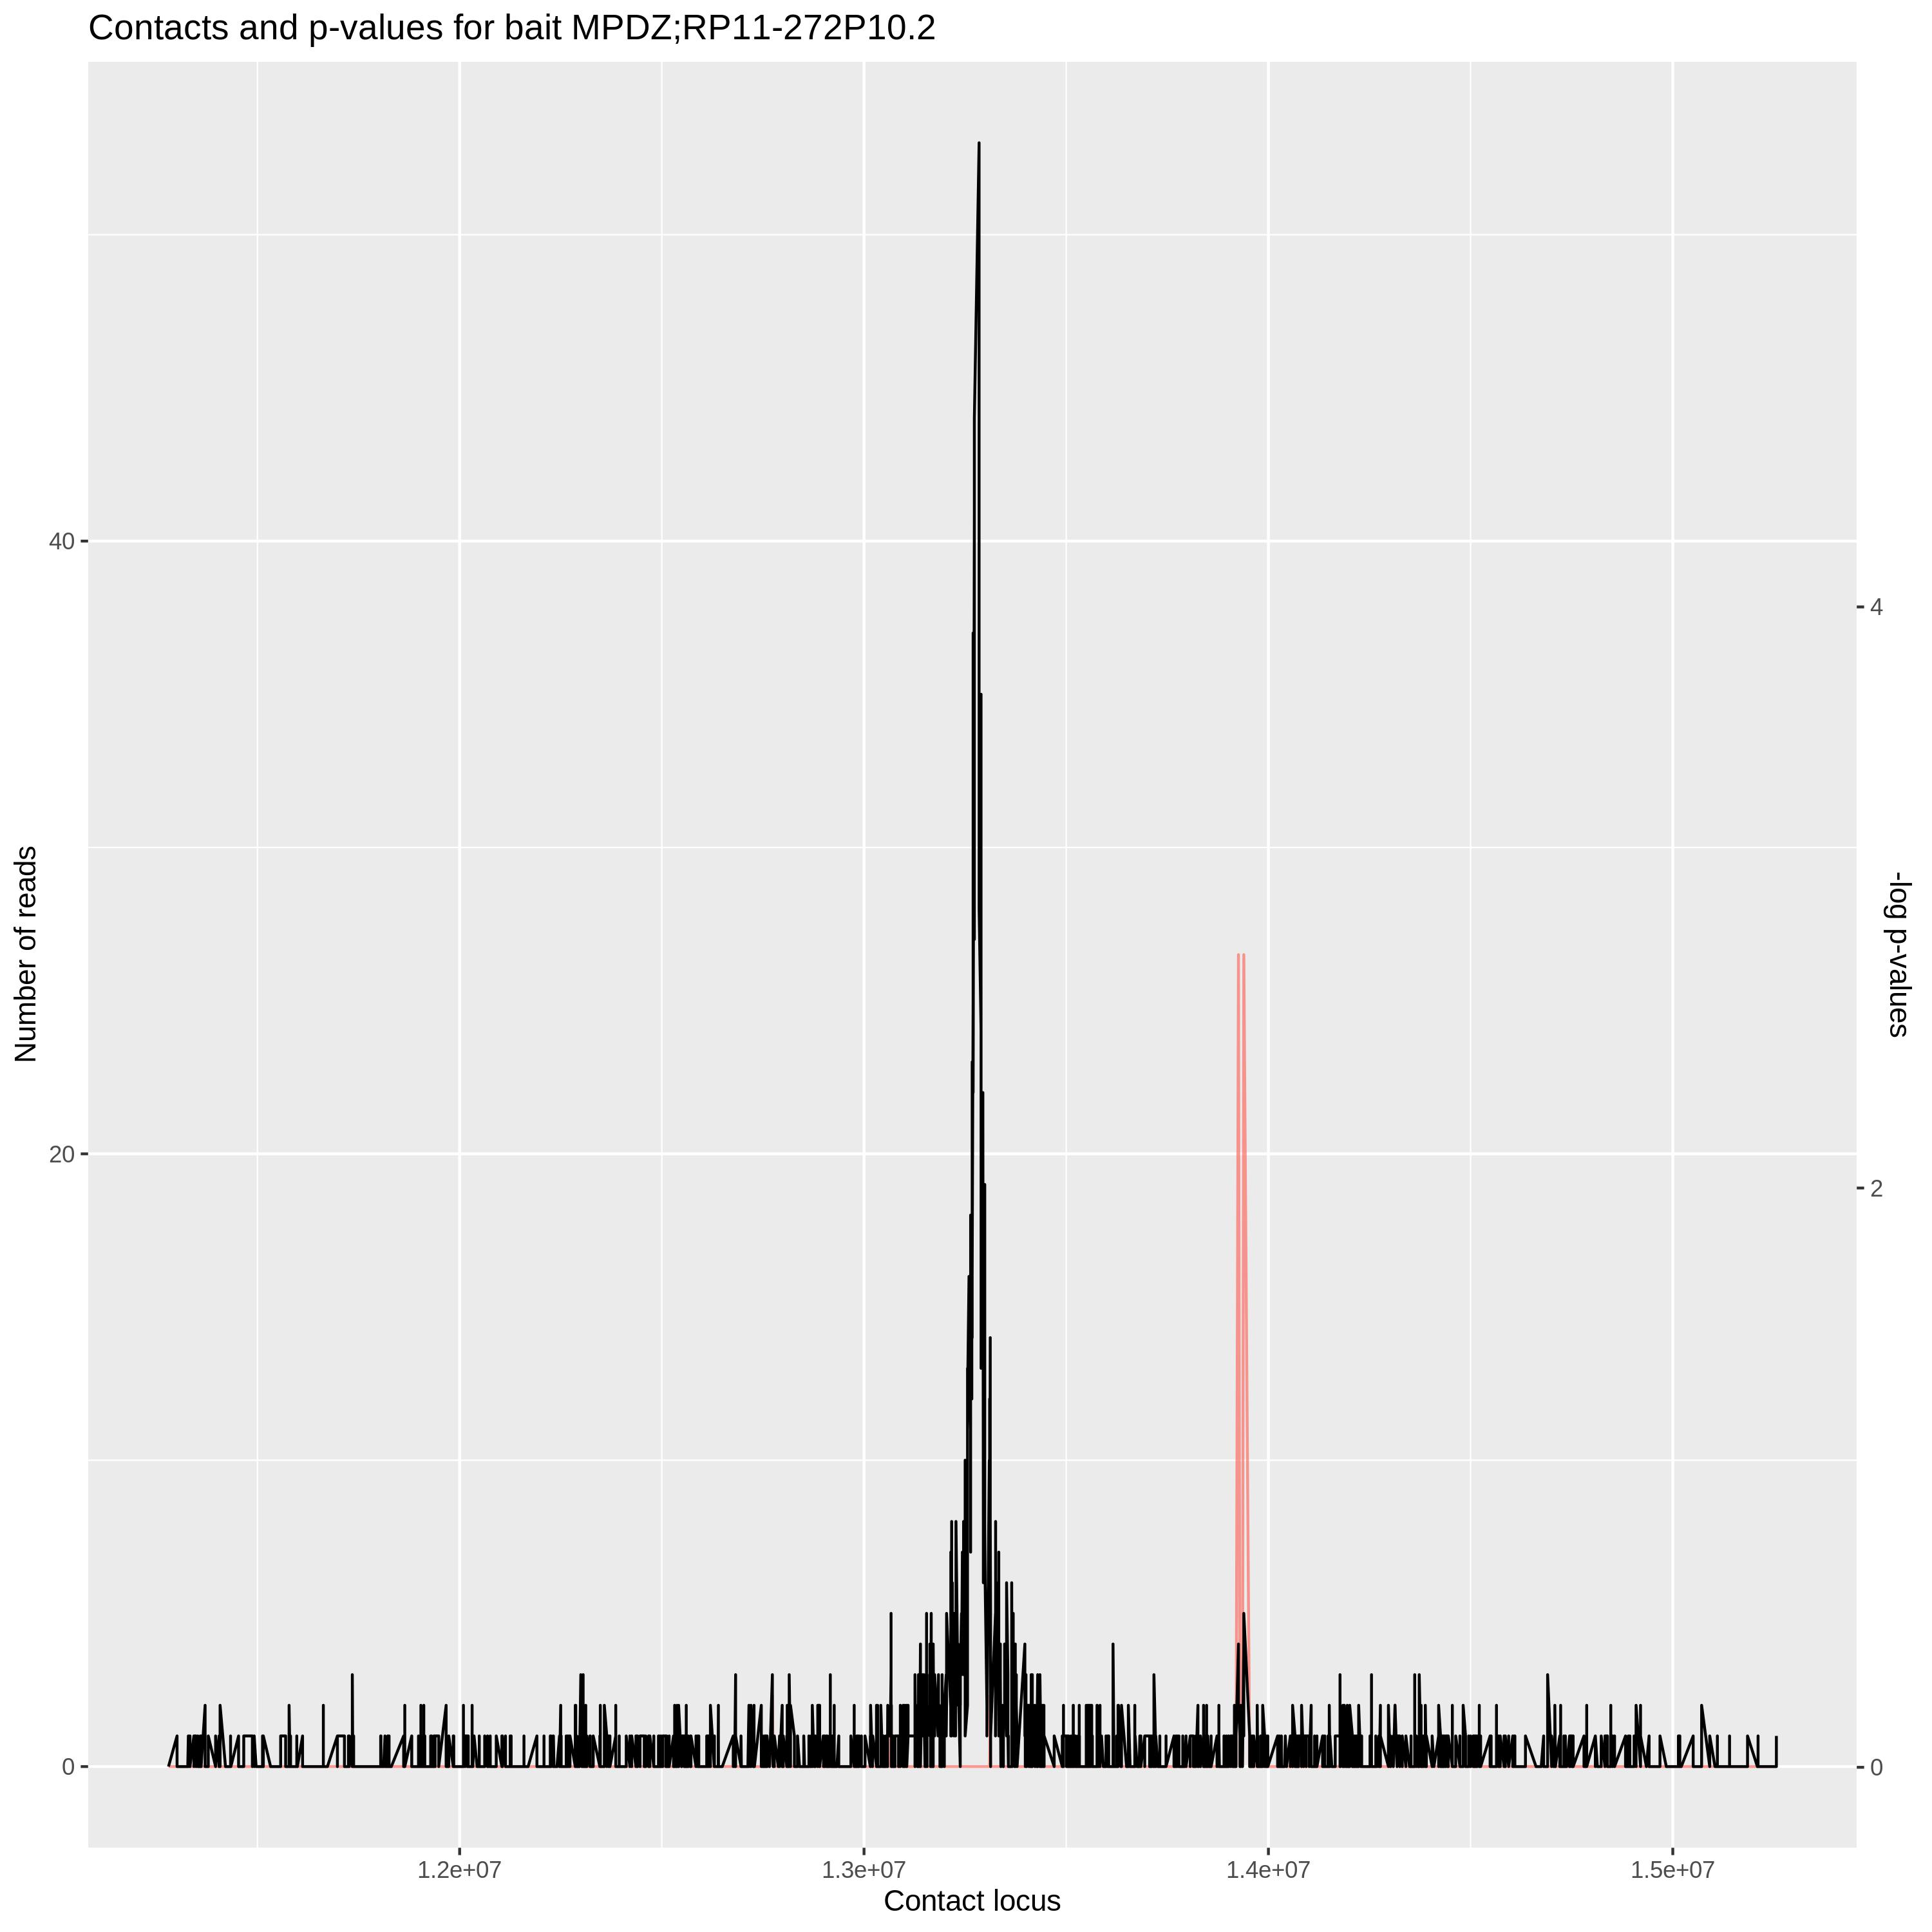 Contacts and p-values for bait MPDZ;RP11-272P10.2
Number of reads
40
20
0
-log p-values
4
2
0
1.2e+07 1.3e+07 1.4e+07 1.5e+07
Contact locus